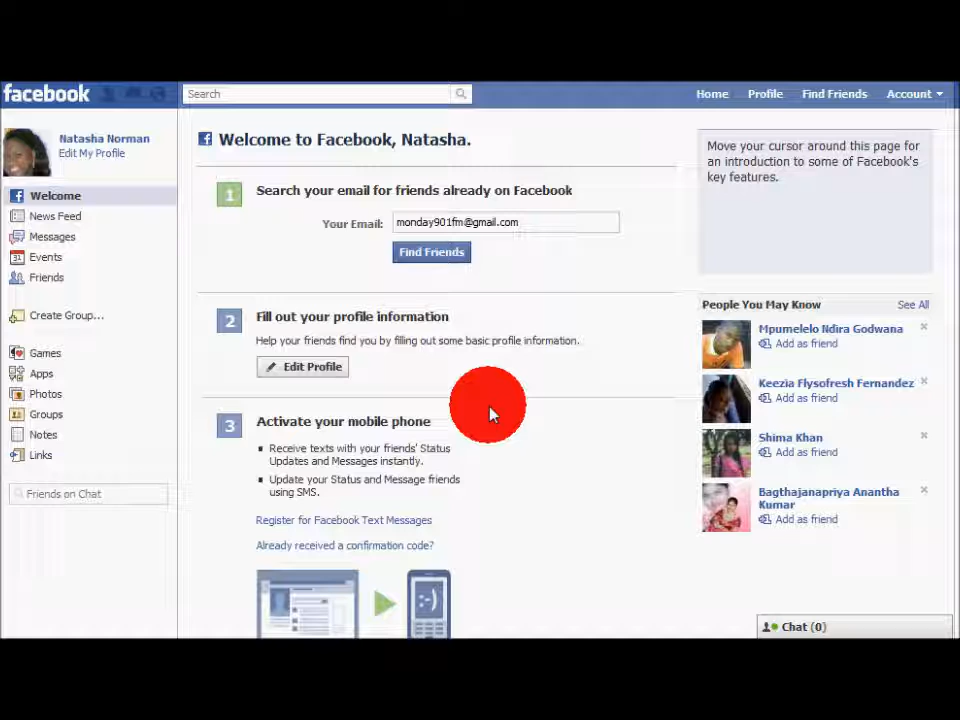 facebook
Search
Home
Profile
Find Friends
Account
Natasha Norman
Edit My Profile
Welcome
News Feed
Messages
31
Events
Friends
Create Group...
Games
Apps
Photos
Groups
Notes
Links
Friends on Chat
Welcome to Facebook, Natasha.
1
Search your email for friends already on Facebook
Your Email:
monday901fm@gmail.com
Find Friends
2
Fill out your profile information
Help your friends find you by filling out some basic profile information.
Edit Profile
3
Activate your mobile phone
Receive texts with your friends' Status
Updates and Messages instantly.
Update your Status and Message friends
using SMS.
Register for Facebook Text Messages
Already received a confirmation code?
:-)
Move your cursor around this page for
an introduction to some of Facebook's
key features.
People You May Know
See All
Mpumelelo Ndira Godwana
Add as friend
Keezia Flysofresh Fernandez
Add as friend
Shima Khan
Add as friend
Bagthajanapriya Anantha
Kumar
Add as friend
Chat (0)